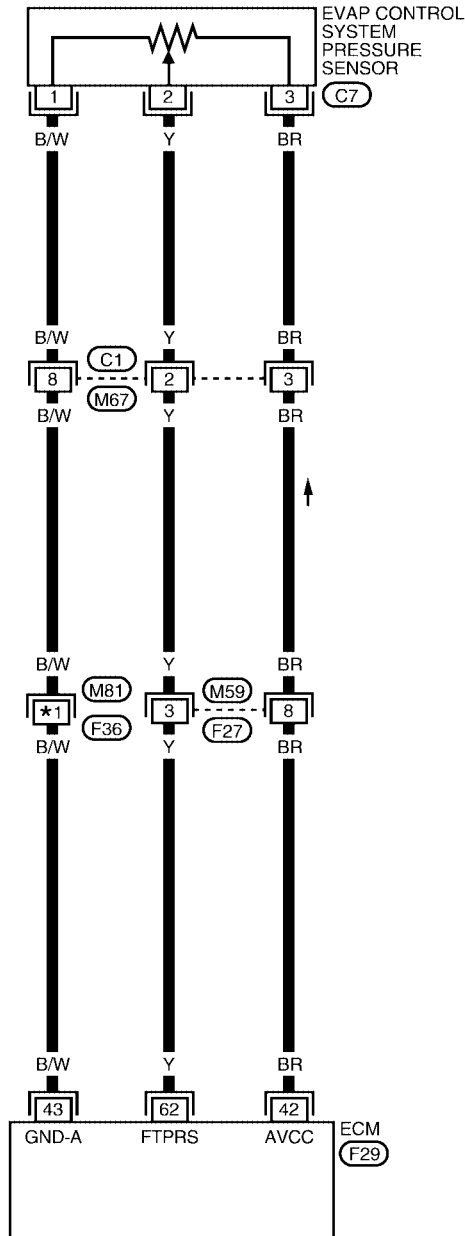 EVAP CONTROL
SYSTEM
PRESSURE
SENSOR
1 2 3 C7
B/W Y BR
B/W Y BR
C1
8 2 3
M67
B/W Y BR
B/W Y BR
M81 M59
*1 3 8
F36 F27
B/W Y BR
B/W Y BR
43 62 42
GND-A FTPRS AVCC ECM
F29